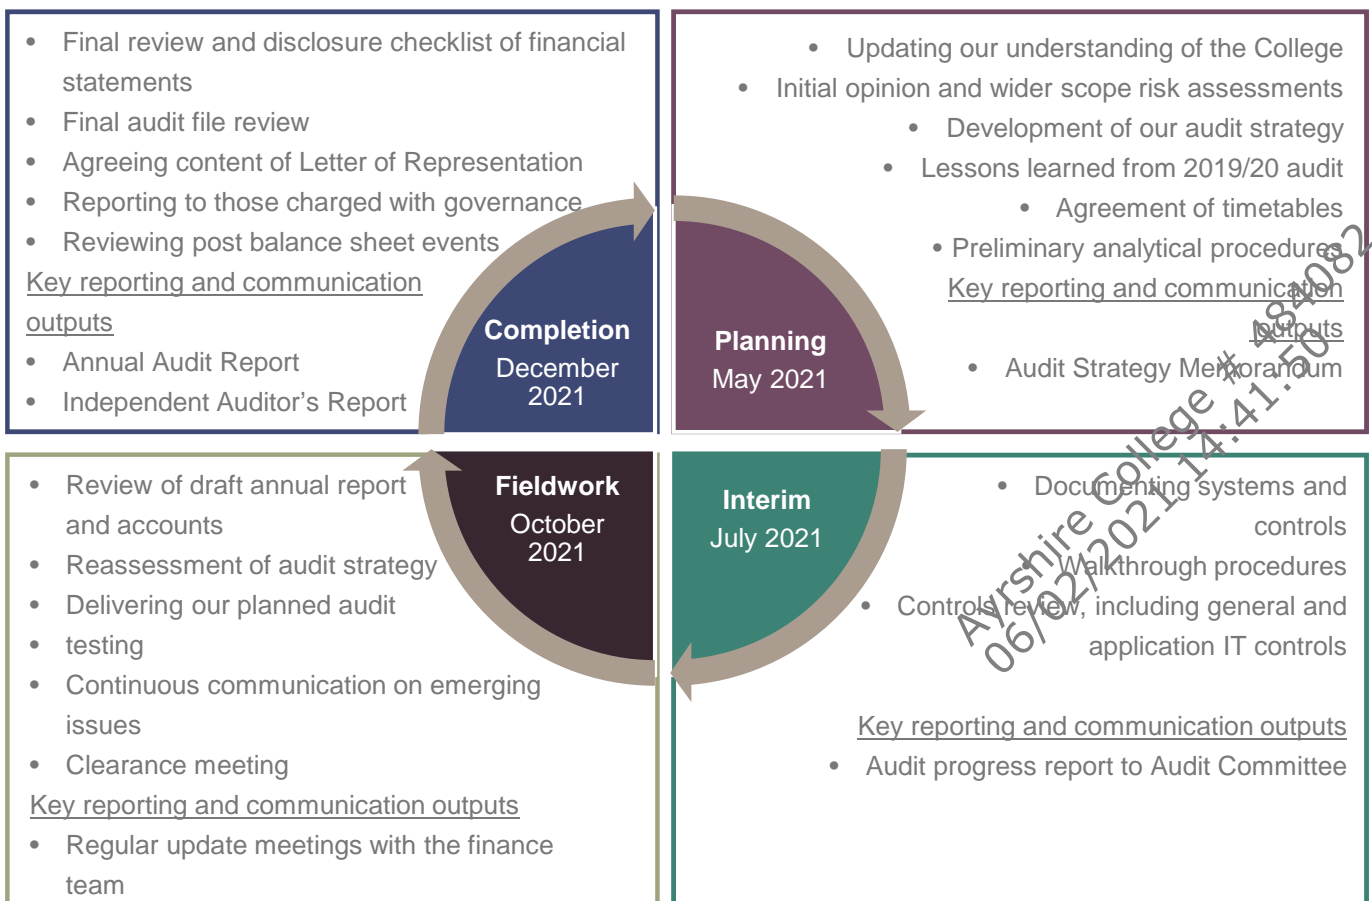 • Final review and disclosure checklist of financial
statements
• Final audit file review
• Agreeing content of Letter of Representation
• Reporting to those charged with governance
• Reviewing post balance sheet events
Key reporting and communication
outputs
• Annual Audit Report
• Independent Auditor's Report
Completion
December
2021
• Updating our understanding of the College
• Initial opinion and wider scope risk assessments
• Development of our audit strategy
• Lessons learned from 2019/20 audit
• Agreement of timetables
• Preliminary analytical procedures
Key reporting and communication
outputs
• Audit Strategy Memorandum
Planning
May 2021
• Review of draft annual report
and accounts
• Reassessment of audit strategy
• Delivering our planned audit
• testing
• Continuous communication on emerging
issues
• Clearance meeting
Key reporting and communication outputs
• Regular update meetings with the finance
team
Fieldwork
October
2021
Interim
July 2021
• Documenting systems and
controls
• Walkthrough procedures
• Controls review, including general and
application IT controls
Key reporting and communication outputs
• Audit progress report to Audit Committee
Ayrshire College # 484082
06/02/2021 14:41:50